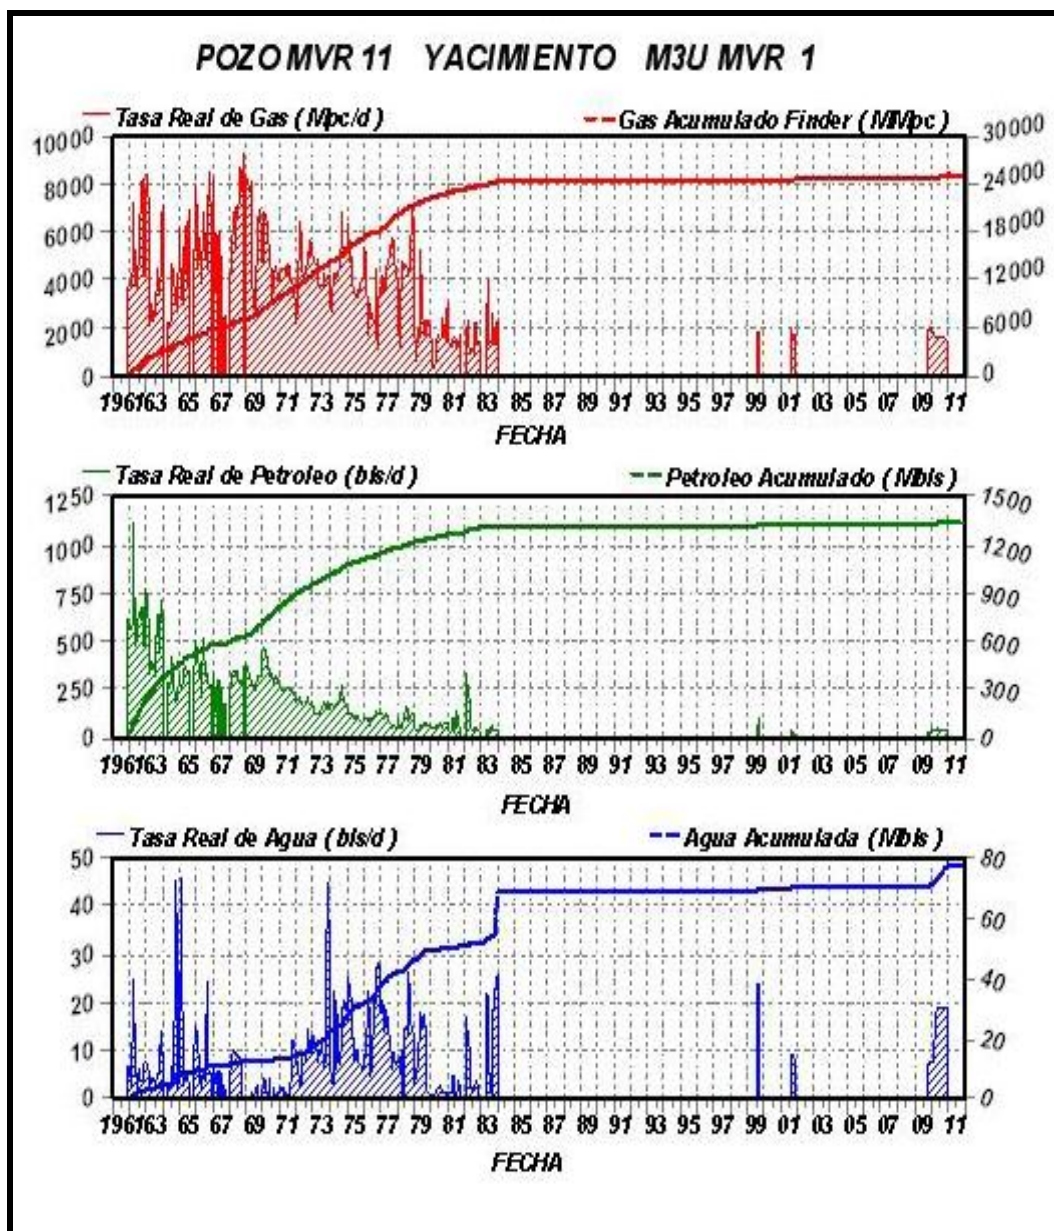 POZO MVR 11 YACIMIENTO M3U MVR 1
Tasa Real de Gas ( Mpc/d ) Gas Acumulado Finder ( MMpc )
10000 30000
8000 24000
6000 18000
4000 12000
2000 6000
0 0
1961 63 65 67 69 71 73 75 77 79 81 83 85 87 89 91 93 95 97 99 01 03 05 07 09 11
FECHA
Tasa Real de Petroleo ( bls/d ) Petroleo Acumulado ( Mbls )
1250 1500
1000 1200
750 900
500 600
250 300
0 0
1961 63 65 67 69 71 73 75 77 79 81 83 85 87 89 91 93 95 97 99 01 03 05 07 09 11
FECHA
Tasa Real de Agua ( bls/d ) Agua Acumulada ( Mbls )
50 80
40 60
30 40
20 20
10 0
0
1961 63 65 67 69 71 73 75 77 79 81 83 85 87 89 91 93 95 97 99 01 03 05 07 09 11
FECHA